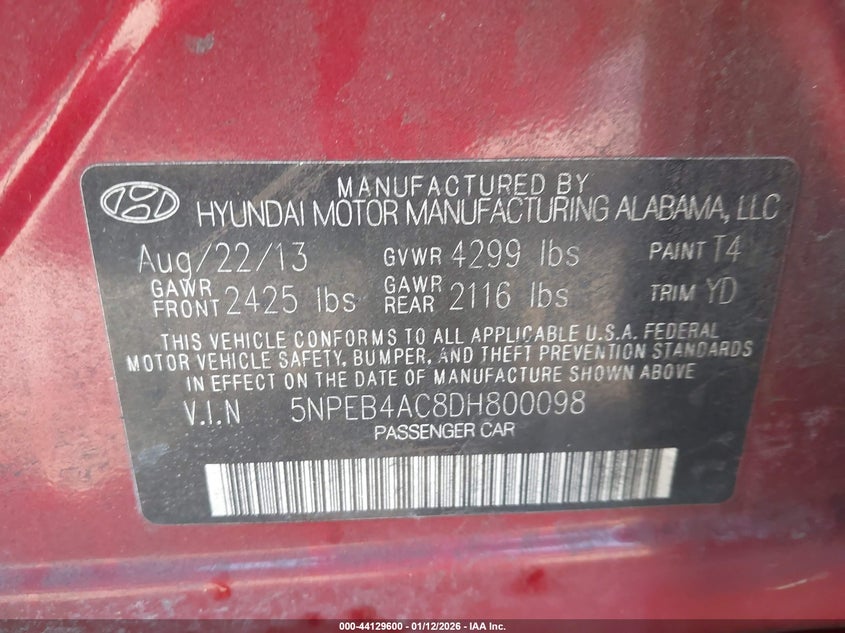 MANUFACTURED BY
HYUNDAI MOTOR MANUFACTURING ALABAMA, LLC
Aug/22/13 GVWR 4299 lbs PAINT T4
GAWR FRONT 2425 lbs GAWR REAR 2116 lbs TRIM YD
THIS VEHICLE CONFORMS TO ALL APPLICABLE U.S.A. FEDERAL
MOTOR VEHICLE SAFETY, BUMPER, AND THEFT PREVENTION STANDARDS
IN EFFECT ON THE DATE OF MANUFACTURE SHOWN ABOVE
V.I.N 5NPEB4AC8DH800098
PASSENGER CAR
000-44129600 - 01/12/2026 - IAA Inc.